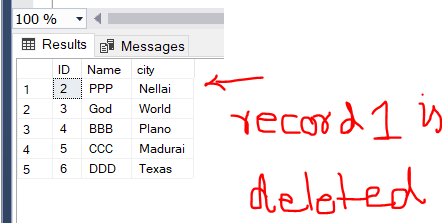 100 %
Results Messages
ID Name city
1 2 PPP Nellai
2 3 God World
3 4 BBB Plano
4 5 CCC Madurai
5 6 DDD Texas
record 1 is
deleted